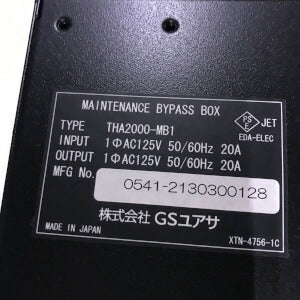 MAINTENANCE BYPASS BOX
PS
E
JET
EDA-ELEC
TYPE THA2000-MB1
INPUT 1ΦAC125V 50/60Hz 20A
OUTPUT 1ΦAC125V 50/60Hz 20A
MFG No. 0541-2130300128
株式会社 GSユアサ
MADE IN JAPAN
XTN-4756-1C